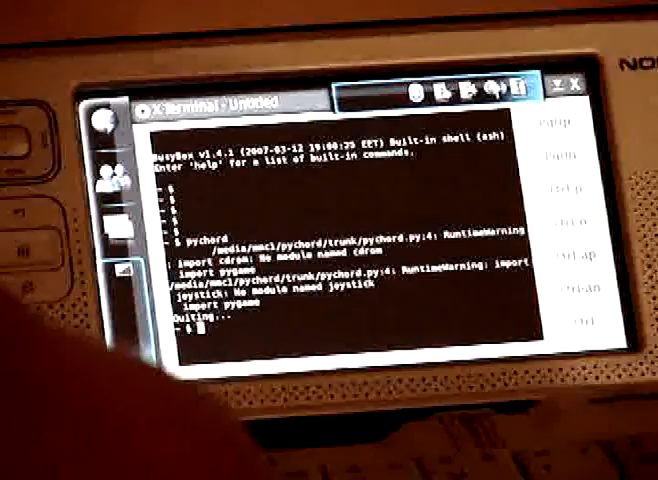 NO
X Terminal - Untitled
X
BusyBox v1.4.1 (2007-03-12 19:08:25 EET) Built-in shell (ash)
Enter 'help' for a list of built-in commands.
~ $
~ $
~ $
~ $
~ $
~ $ pychord
/media/mmc1/pychord/trunk/pychord.py:4: RuntimeWarning
: import cdrom: No module named cdrom
import pygame
/media/mmc1/pychord/trunk/pychord.py:4: RuntimeWarning: import
joystick: No module named joystick
import pygame
Quiting...
~ $